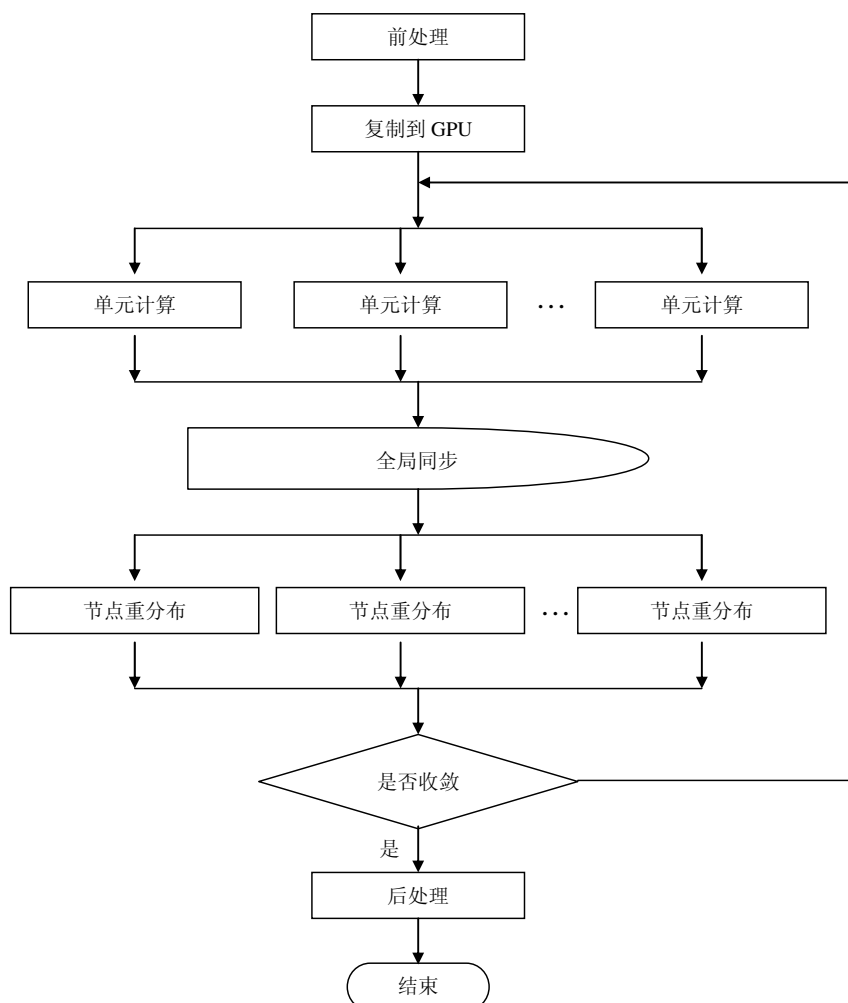 前处理
复制到 GPU
单元计算 单元计算 … 单元计算
全局同步
节点重分布 节点重分布 … 节点重分布
是否收敛
是
后处理
结束